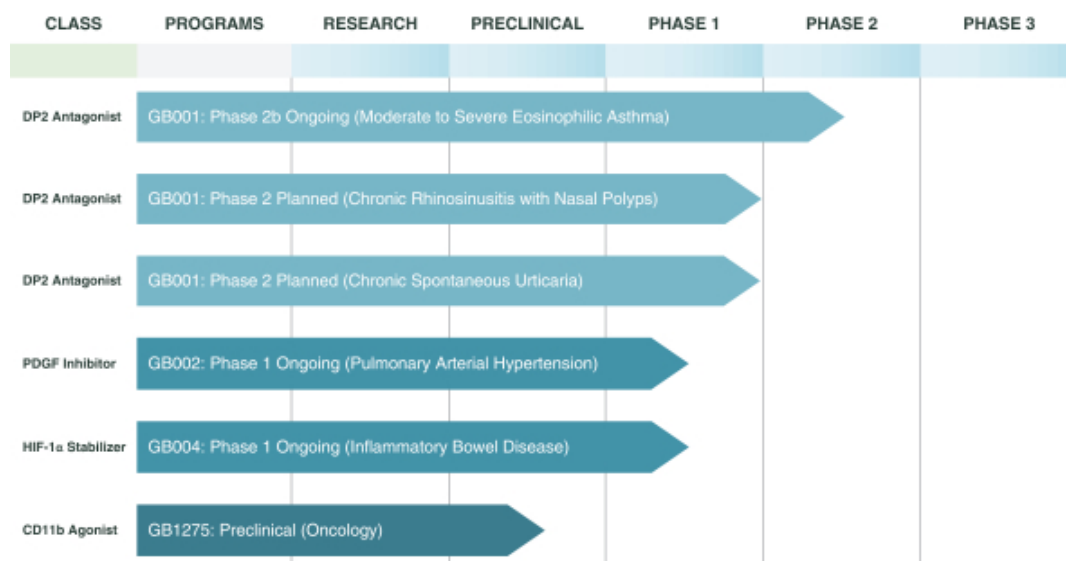 CLASS PROGRAMS RESEARCH PRECLINICAL PHASE 1 PHASE 2 PHASE 3
DP2 Antagonist GB001: Phase 2b Ongoing (Moderate to Severe Eosinophilic Asthma)
DP2 Antagonist GB001: Phase 2 Planned (Chronic Rhinosinusitis with Nasal Polyps)
DP2 Antagonist GB001: Phase 2 Planned (Chronic Spontaneous Urticaria)
PDGF Inhibitor GB002: Phase 1 Ongoing (Pulmonary Arterial Hypertension)
HIF-1α Stabilizer GB004: Phase 1 Ongoing (Inflammatory Bowel Disease)
CD11b Agonist GB1275: Preclinical (Oncology)